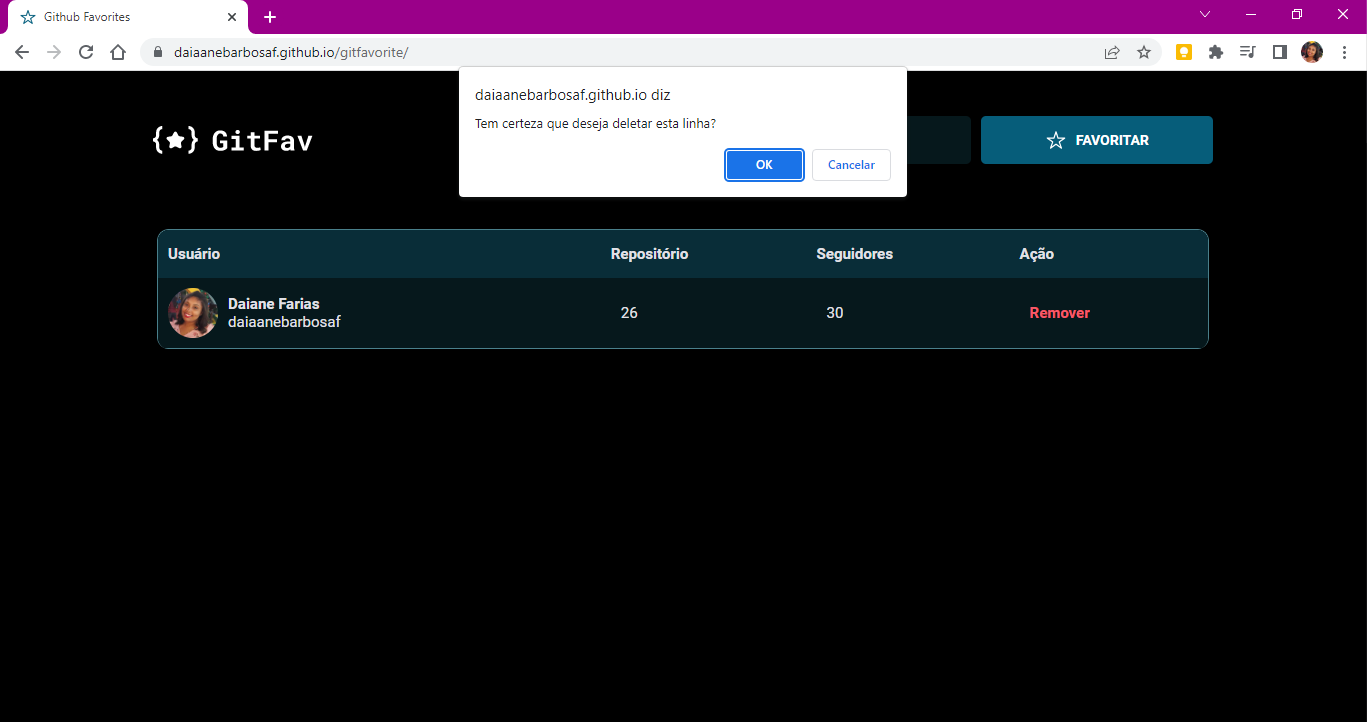 Github Favorites
daiaanebarbosaf.github.io/gitfavorite/
daiaanebarbosaf.github.io diz
Tem certeza que deseja deletar esta linha?
OK Cancelar
{★} GitFav
FAVORITAR
Usuário Repositório Seguidores Ação
Daiane Farias
daiaanebarbosaf
26 30 Remover